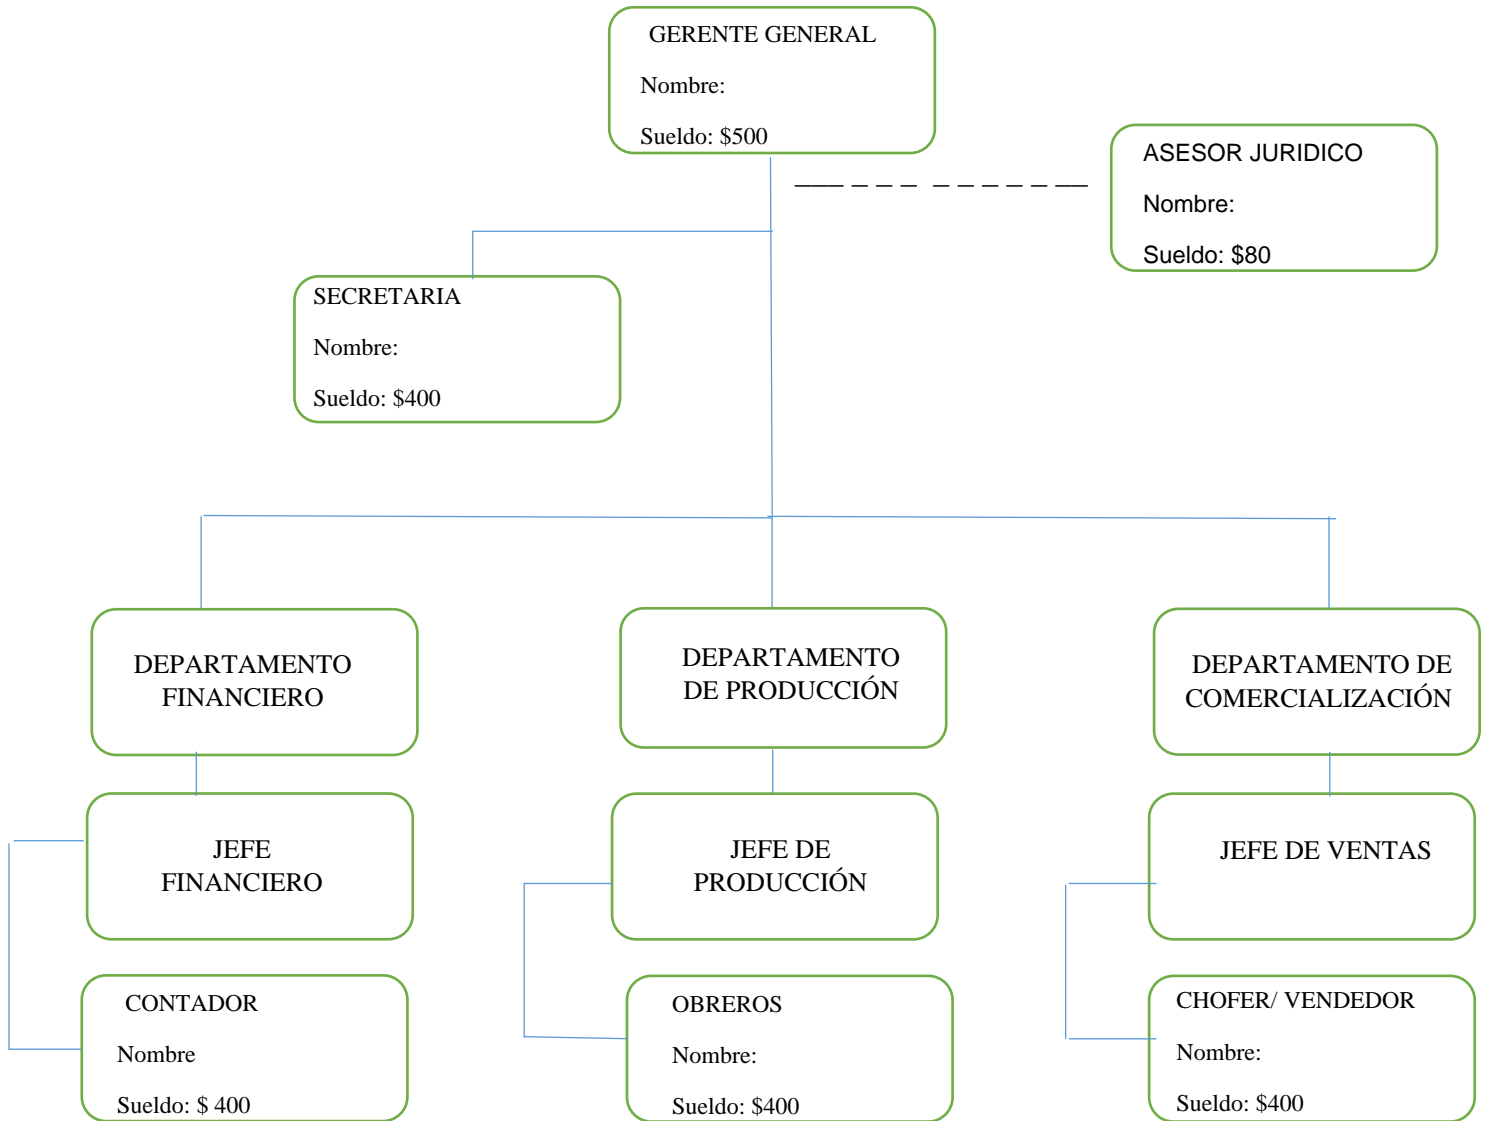 GERENTE GENERAL
Nombre:
Sueldo: $500
ASESOR JURIDICO
Nombre:
Sueldo: $80
SECRETARIA
Nombre:
Sueldo: $400
DEPARTAMENTO
FINANCIERO
DEPARTAMENTO
DE PRODUCCIÓN
DEPARTAMENTO DE
COMERCIALIZACIÓN
JEFE
FINANCIERO
JEFE DE
PRODUCCIÓN
JEFE DE VENTAS
CONTADOR
Nombre
Sueldo: $ 400
OBREROS
Nombre:
Sueldo: $400
CHOFER/ VENDEDOR
Nombre:
Sueldo: $400